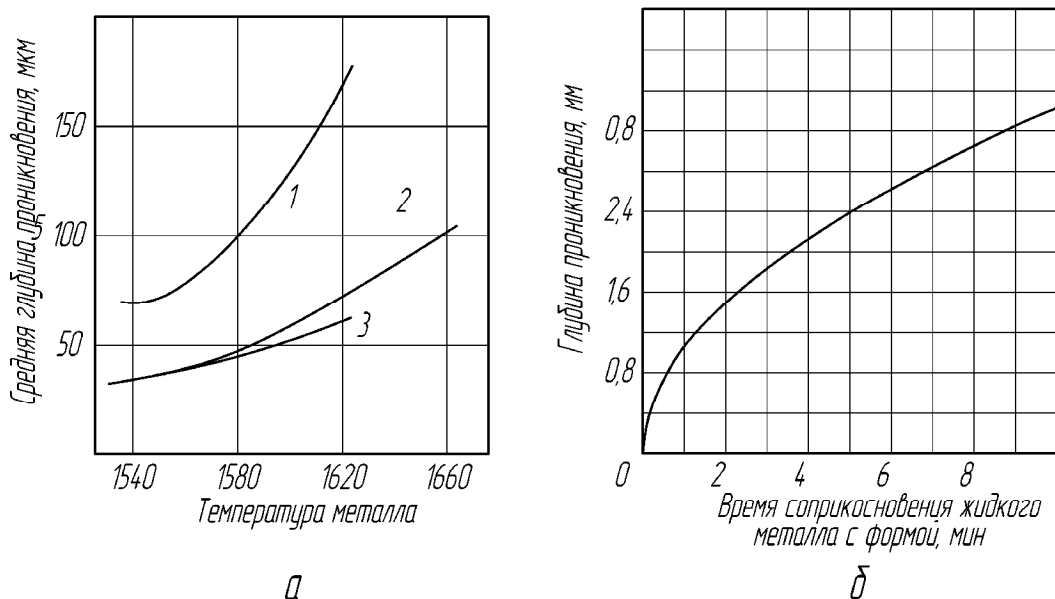 Средняя глубина проникновения, мкм
150
100
50
1
2
3
1540
1580
1620
1660
Температура металла
а
Глубина проникновения, мм
0,8
2,4
1,6
0,8
0
2
4
6
8
Время соприкосновения жидкого
металла с формой, мин
б